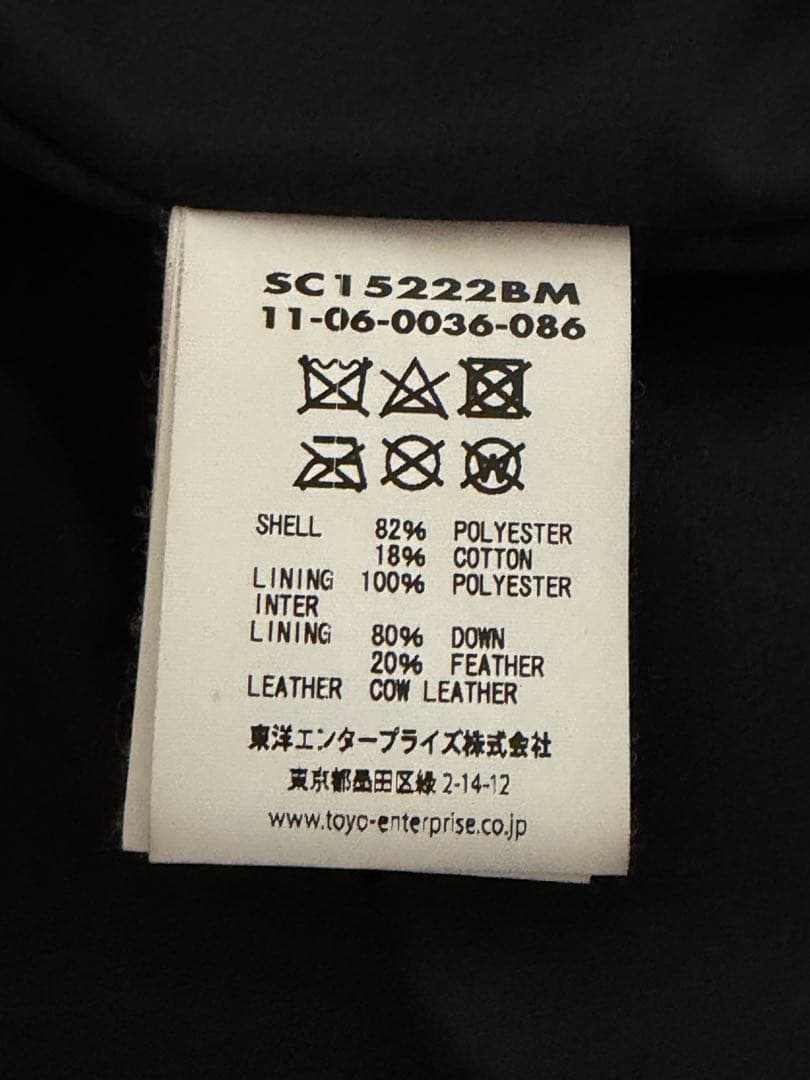 SC15222BM
11-06-0036-086
W
SHELL 82% POLYESTER
18% COTTON
LINING 100% POLYESTER
INTER
LINING 80% DOWN
20% FEATHER
LEATHER COW LEATHER
東洋エンタープライズ株式会社
東京都墨田区緑 2-14-12
www.toyo-enterprise.co.jp